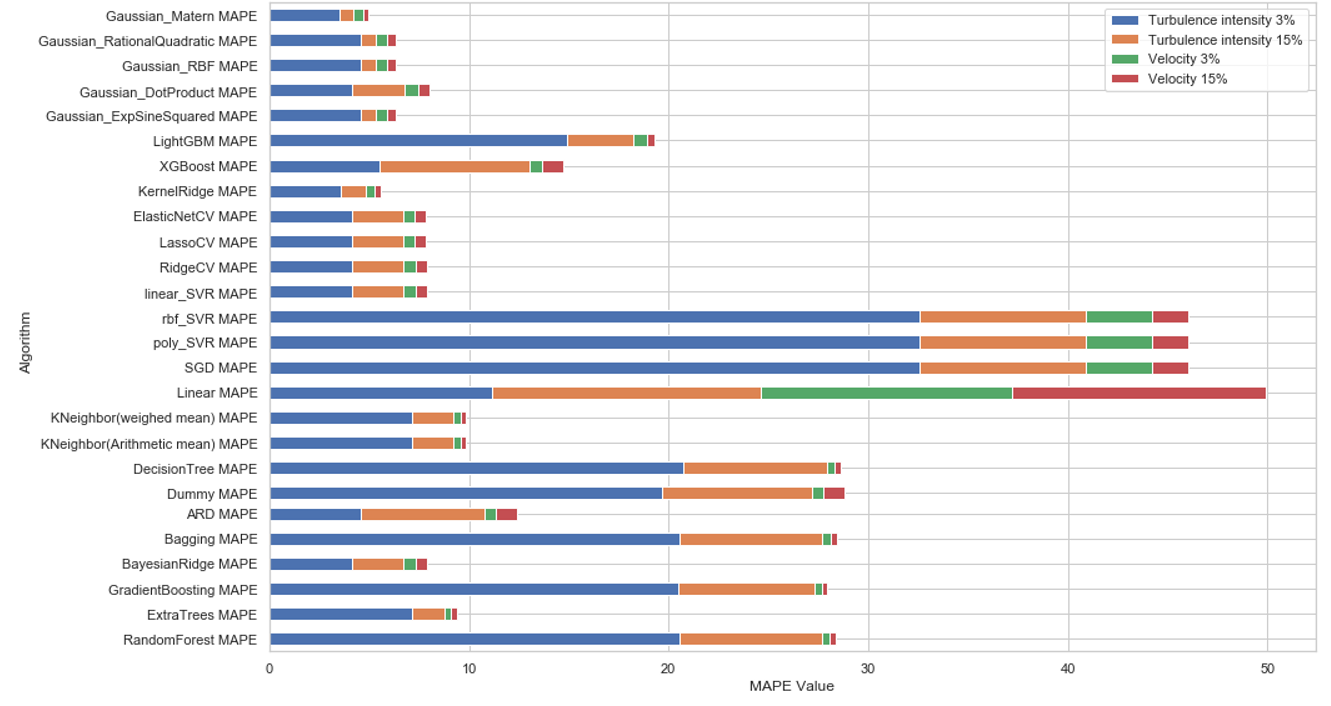 Gaussian_Matern MAPE
Gaussian_RationalQuadratic MAPE
Gaussian_RBF MAPE
Gaussian_DotProduct MAPE
Gaussian_ExpSineSquared MAPE
LightGBM MAPE
XGBoost MAPE
KernelRidge MAPE
ElasticNetCV MAPE
LassoCV MAPE
RidgeCV MAPE
linear_SVR MAPE
rbf_SVR MAPE
poly_SVR MAPE
SGD MAPE
Linear MAPE
KNeighbor(weighed mean) MAPE
KNeighbor(Arithmetic mean) MAPE
DecisionTree MAPE
Dummy MAPE
ARD MAPE
Bagging MAPE
BayesianRidge MAPE
GradientBoosting MAPE
ExtraTrees MAPE
RandomForest MAPE
Algorithm
Turbulence intensity 3%
Turbulence intensity 15%
Velocity 3%
Velocity 15%
0 10 20 30 40 50
MAPE Value